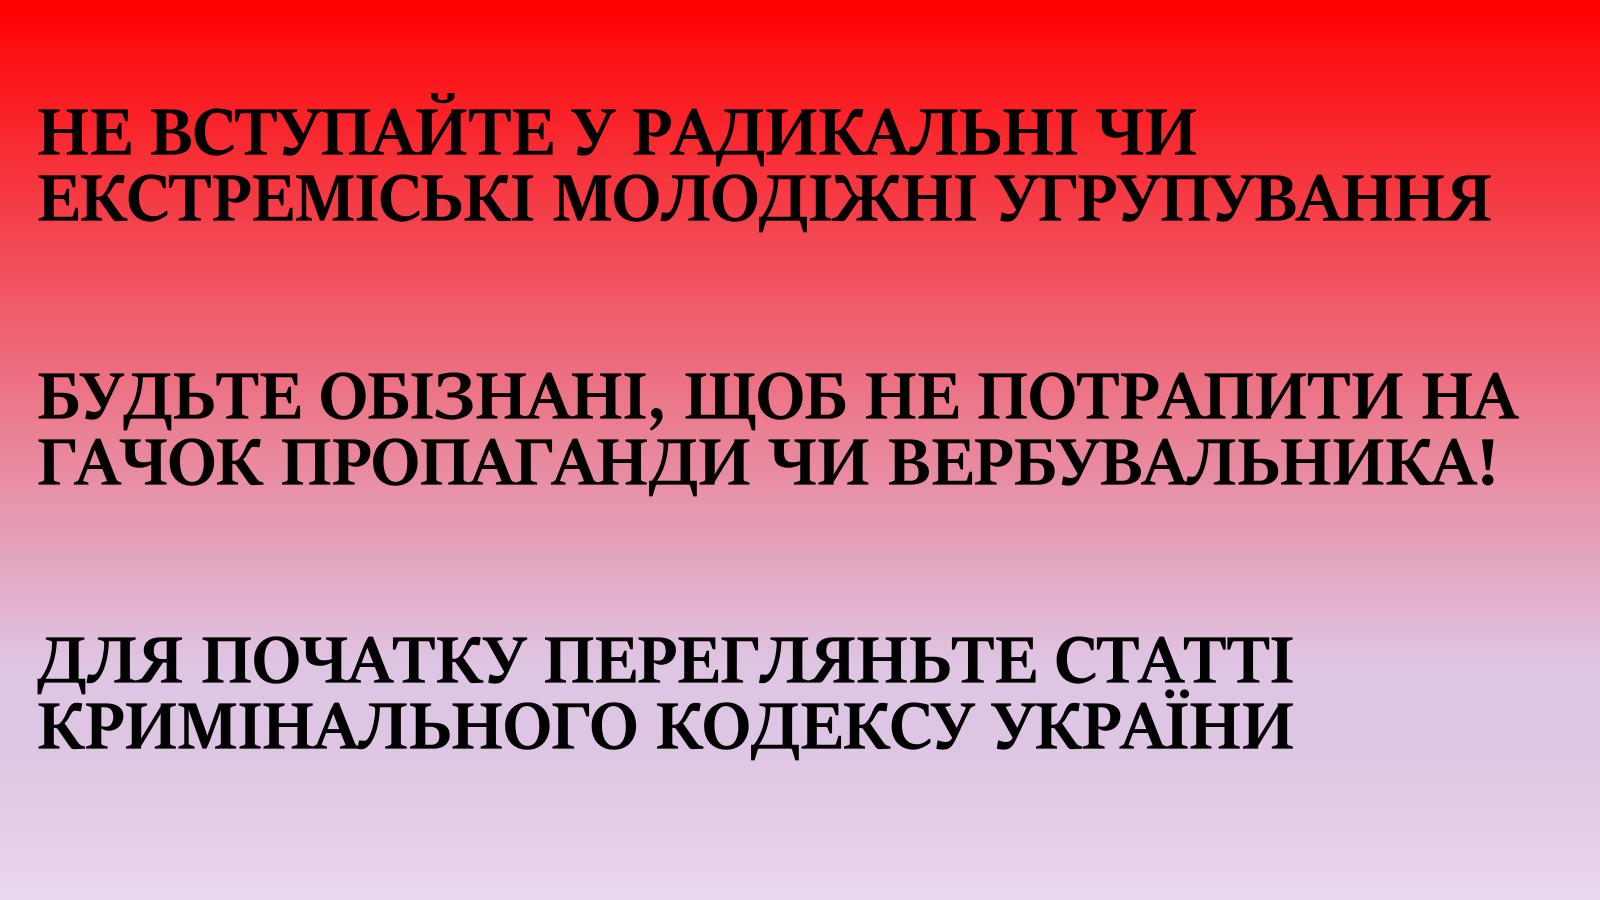 НЕ ВСТУПАЙТЕ У РАДИКАЛЬНІ ЧИ
ЕКСТРЕМІСЬКІ МОЛОДІЖНІ УГРУПУВАННЯ
БУДЬТЕ ОБІЗНАНІ, ЩОБ НЕ ПОТРАПИТИ НА
ГАЧОК ПРОПАГАНДИ ЧИ ВЕРБУВАЛЬНИКА!
ДЛЯ ПОЧАТКУ ПЕРЕГЛЯНЬТЕ СТАТТІ
КРИМІНАЛЬНОГО КОДЕКСУ УКРАЇНИ